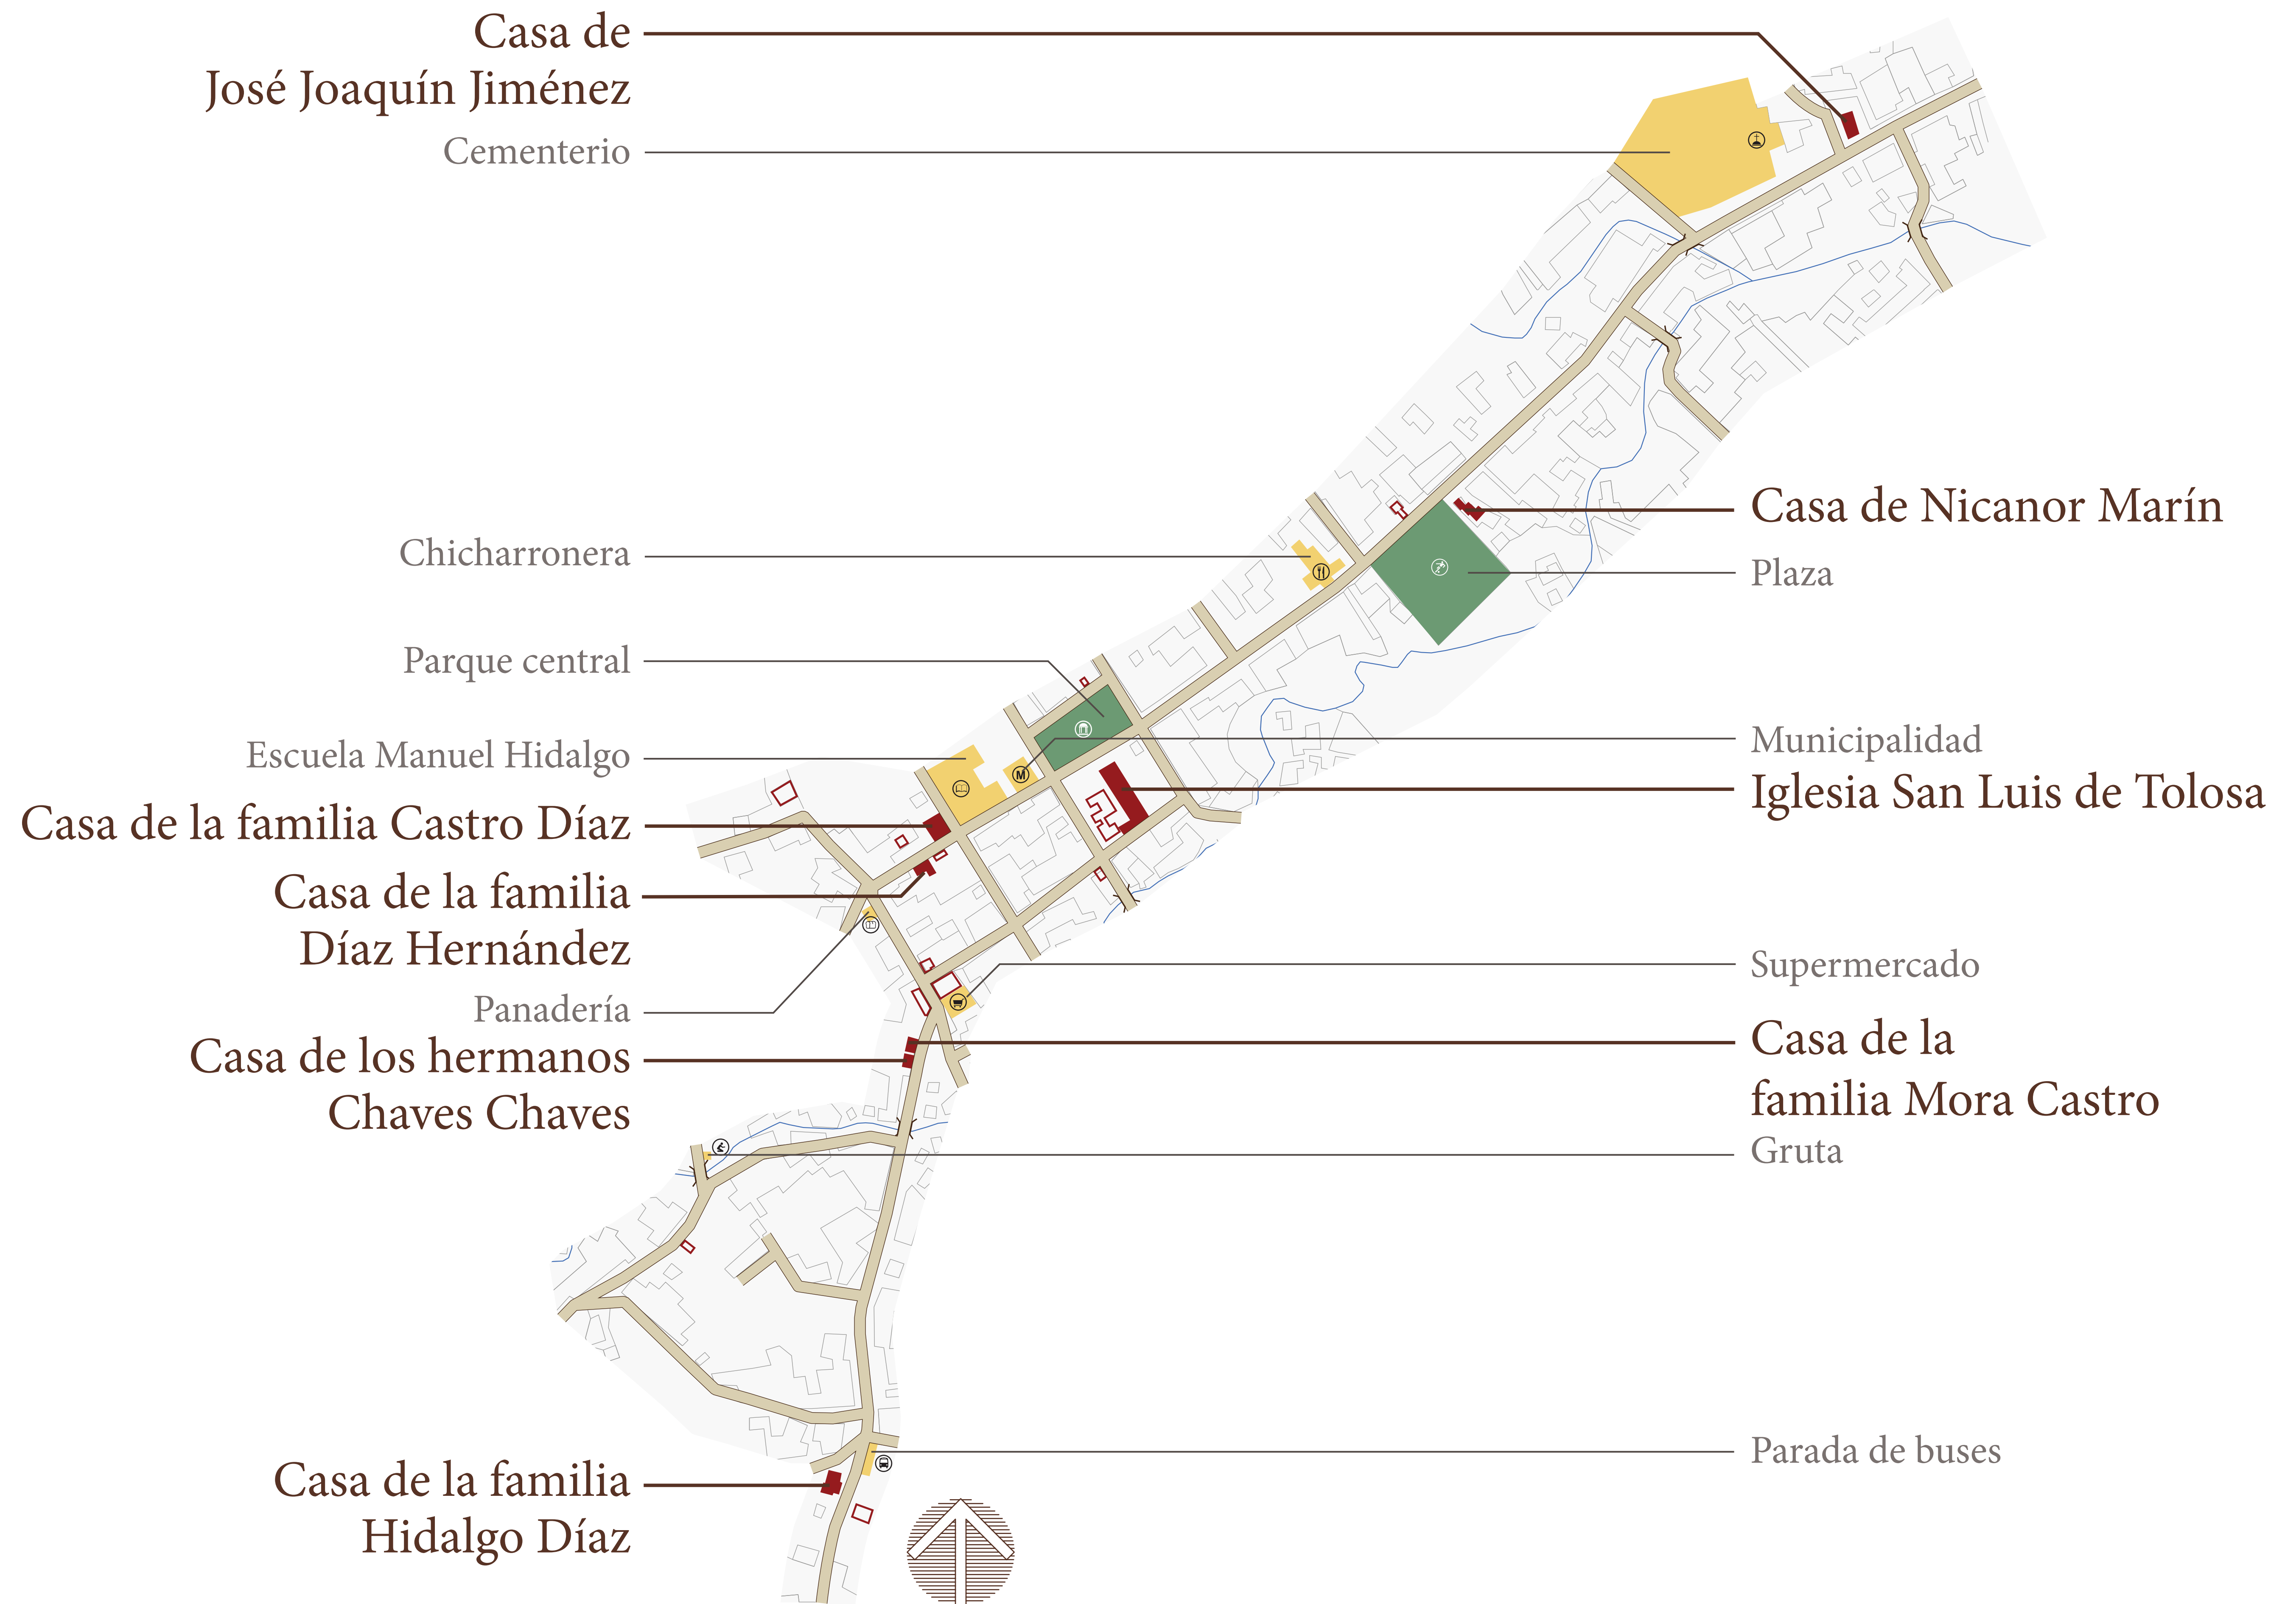 Casa de
José Joaquín Jiménez
Cementerio
Chicharronera
Parque central
Escuela Manuel Hidalgo
Casa de la familia Castro Díaz
Casa de la familia
Díaz Hernández
Panadería
Casa de los hermanos
Chaves Chaves
Casa de la familia
Hidalgo Díaz
Casa de Nicanor Marín
Plaza
Municipalidad
Iglesia San Luis de Tolosa
Supermercado
Casa de la
familia Mora Castro
Gruta
Parada de buses
M